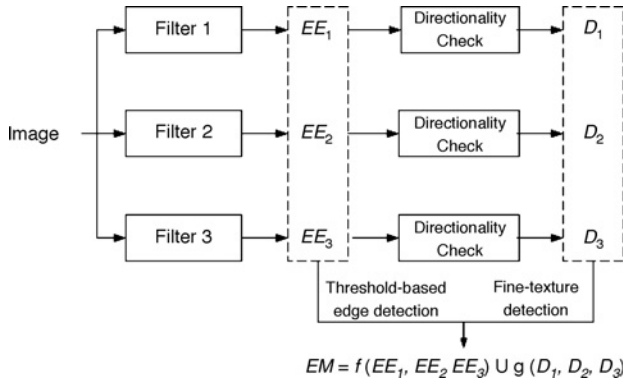 Filter 1
EE₁
Directionality
Check
D₁
Image
Filter 2
EE₂
Directionality
Check
D₂
Filter 3
EE₃
Directionality
Check
D₃
Threshold-based
edge detection
Fine-texture
detection
EM = f (EE₁, EE₂ EE₃) U g (D₁, D₂, D₃)